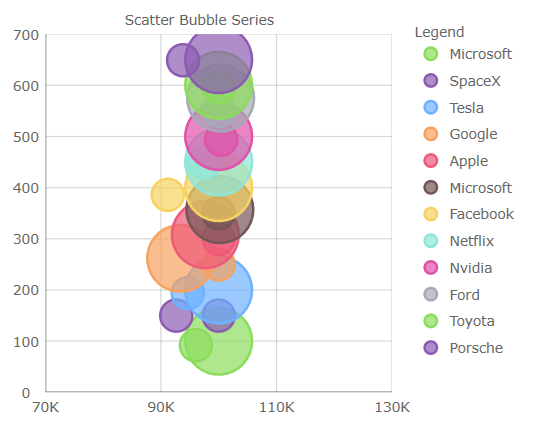 Scatter Bubble Series
Legend
Microsoft
SpaceX
Tesla
Google
Apple
Microsoft
Facebook
Netflix
Nvidia
Ford
Toyota
Porsche
700
600
500
400
300
200
100
0
70K 90K 110K 130K